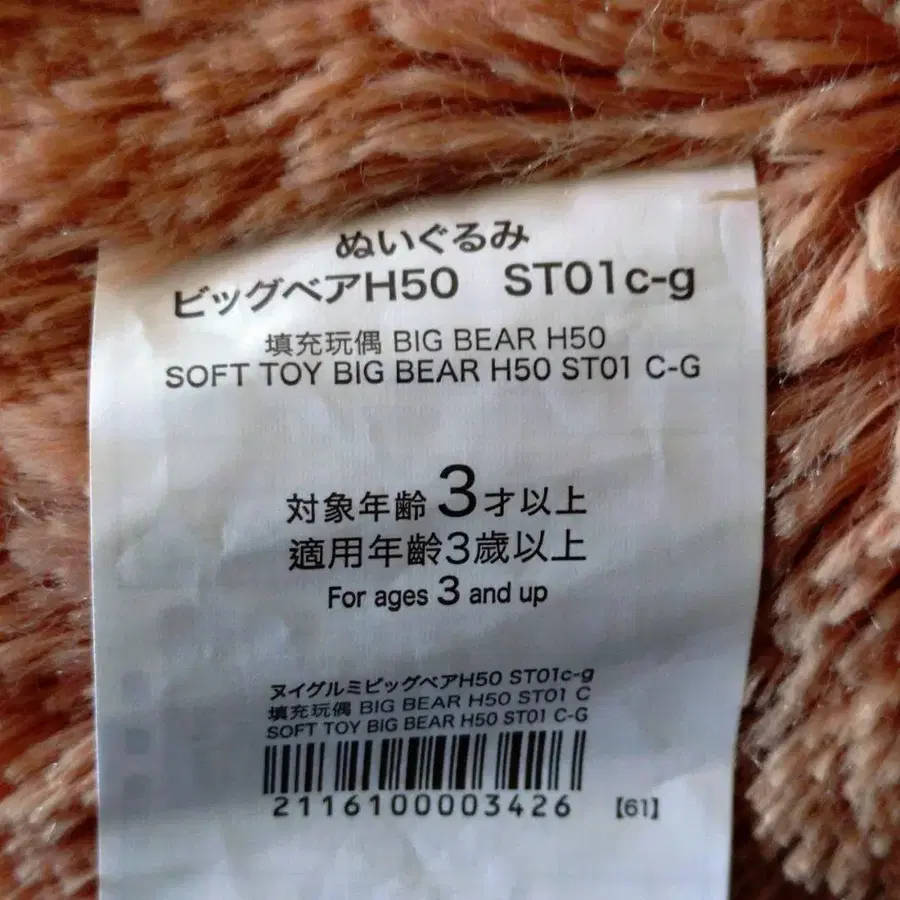 ぬいぐるみ
ビッグベアH50 ST01c-g
填充玩偶 BIG BEAR H50
SOFT TOY BIG BEAR H50 ST01 C-G
対象年齢 3才以上
適用年齡3歲以上
For ages 3 and up
ヌイグルミビッグベアH50 ST01c-g
填充玩偶 BIG BEAR H50 ST01 C
SOFT TOY BIG BEAR H50 ST01 C-G
2116100003426 【61】